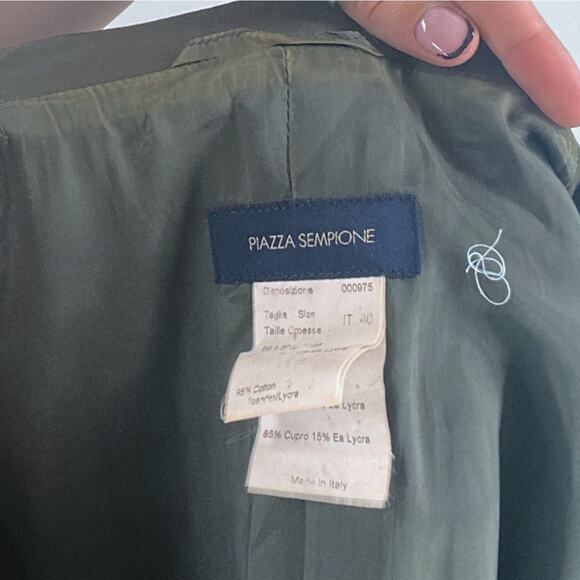 PIAZZA SEMPIONE
Disposizione 000975
Taglia Size
Taille Groesse IT 40
95% Cotton
Spandex/Lycra
Ea Lycra
85% Cupro 15% Ea Lycra
Made in Italy